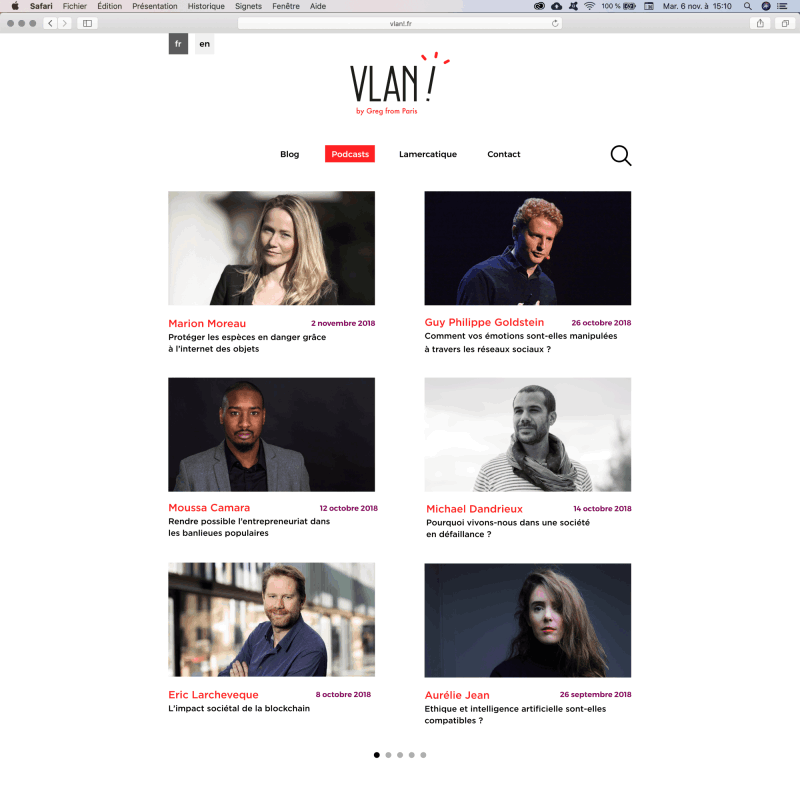 Safari Fichier Édition Présentation Historique Signets Fenêtre Aide 100 % Mar. 6 nov. à 15:10
vlan!.fr
fr en
VLAN !
by Greg from Paris
Blog Podcasts Lamercatique Contact
Marion Moreau 2 novembre 2018
Protéger les espèces en danger grâce
à l'internet des objets
Guy Philippe Goldstein 26 octobre 2018
Comment vos émotions sont-elles manipulées
à travers les réseaux sociaux ?
Moussa Camara 12 octobre 2018
Rendre possible l'entrepreneuriat dans
les banlieues populaires
Michael Dandrieux 14 octobre 2018
Pourquoi vivons-nous dans une société
en défaillance ?
Eric Larcheveque 8 octobre 2018
L'impact sociétal de la blockchain
Aurélie Jean 26 septembre 2018
Ethique et intelligence artificielle sont-elles
compatibles ?